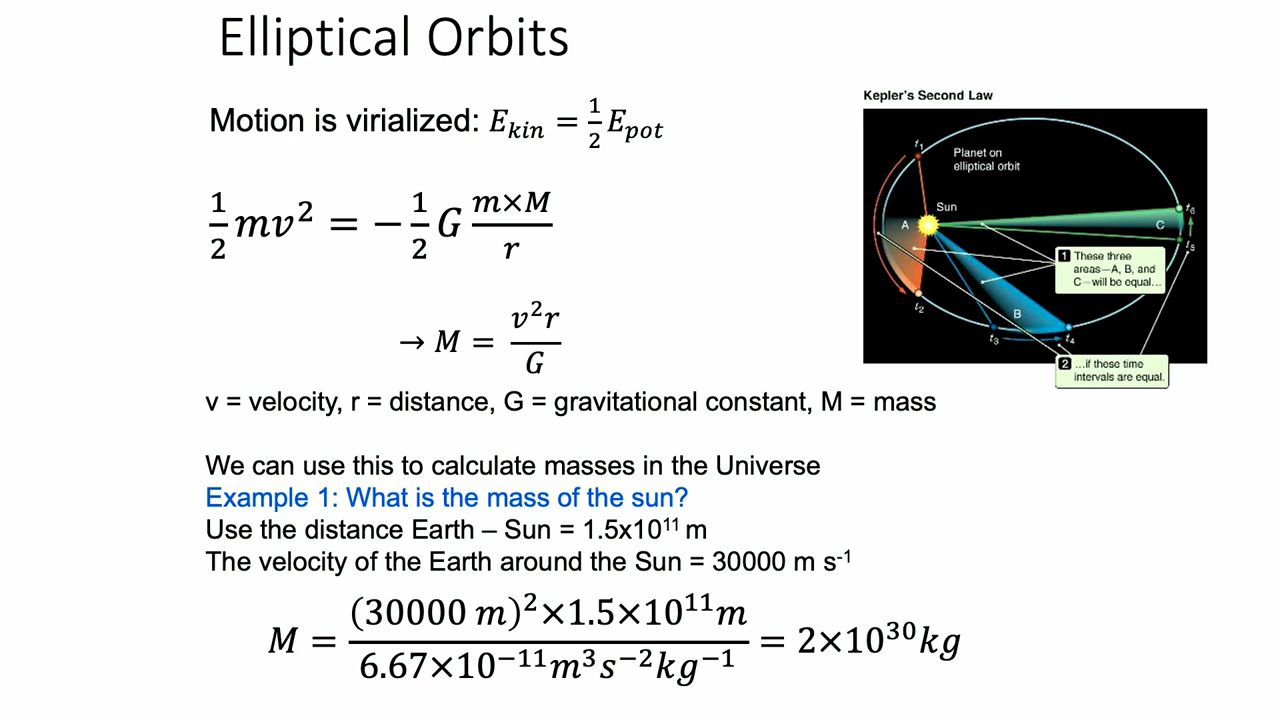 Elliptical Orbits
Motion is virialized: $E_{kin} = \frac{1}{2} E_{pot}$
$\frac{1}{2} m v^2 = -\frac{1}{2} G \frac{m \times M}{r}$
$\rightarrow M = \frac{v^2 r}{G}$
v = velocity, r = distance, G = gravitational constant, M = mass
We can use this to calculate masses in the Universe
Example 1: What is the mass of the sun?
Use the distance Earth – Sun = 1.5x10¹¹ m
The velocity of the Earth around the Sun = 30000 m s⁻¹
$M = \frac{(30000\, m)^2 \times 1.5 \times 10^{11} m}{6.67 \times 10^{-11} m^3 s^{-2} kg^{-1}} = 2 \times 10^{30} kg$
Kepler's Second Law
t₁
Planet on
elliptical orbit
Sun
A
C
t₆
t₅
1 These three
areas—A, B, and
C—will be equal...
t₂
B
t₃
t₄
2 ...if these time
intervals are equal.